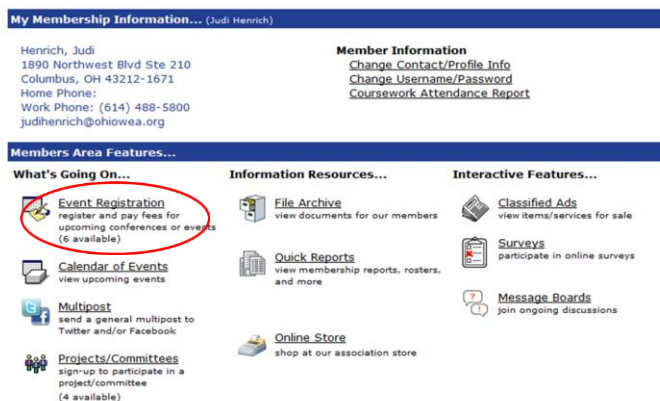 My Membership Information... (Judi Henrich)
Henrich, Judi
1890 Northwest Blvd Ste 210
Columbus, OH 43212-1671
Home Phone:
Work Phone: (614) 488-5800
judihenrich@ohiowea.org
Member Information
Change Contact/Profile Info
Change Username/Password
Coursework Attendance Report
Members Area Features...
What's Going On...
Event Registration
register and pay fees for
upcoming conferences or events
(6 available)
Calendar of Events
view upcoming events
Multipost
send a general multipost to
Twitter and/or Facebook
Projects/Committees
sign-up to participate in a
project/committee
(4 available)
Information Resources...
File Archive
view documents for our members
Quick Reports
view membership reports, rosters,
and more
Online Store
shop at our association store
Interactive Features...
Classified Ads
view items/services for sale
Surveys
participate in online surveys
Message Boards
join ongoing discussions